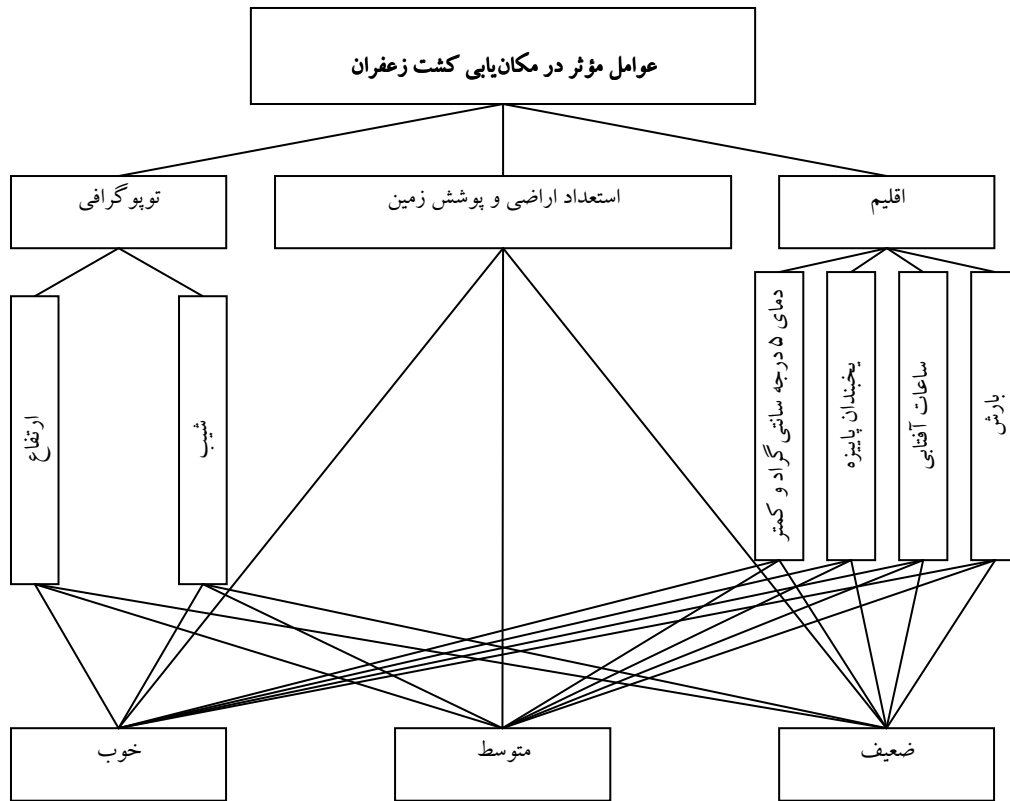 عوامل مؤثر در مکان‌یابی کشت زعفران
اقلیم
استعداد اراضی و پوشش زمین
توپوگرافی
بارش
ساعات آفتابی
یخبندان پاییزه
دمای ۵ درجه سانتی گراد و کمتر
شیب
ارتفاع
ضعیف
متوسط
خوب